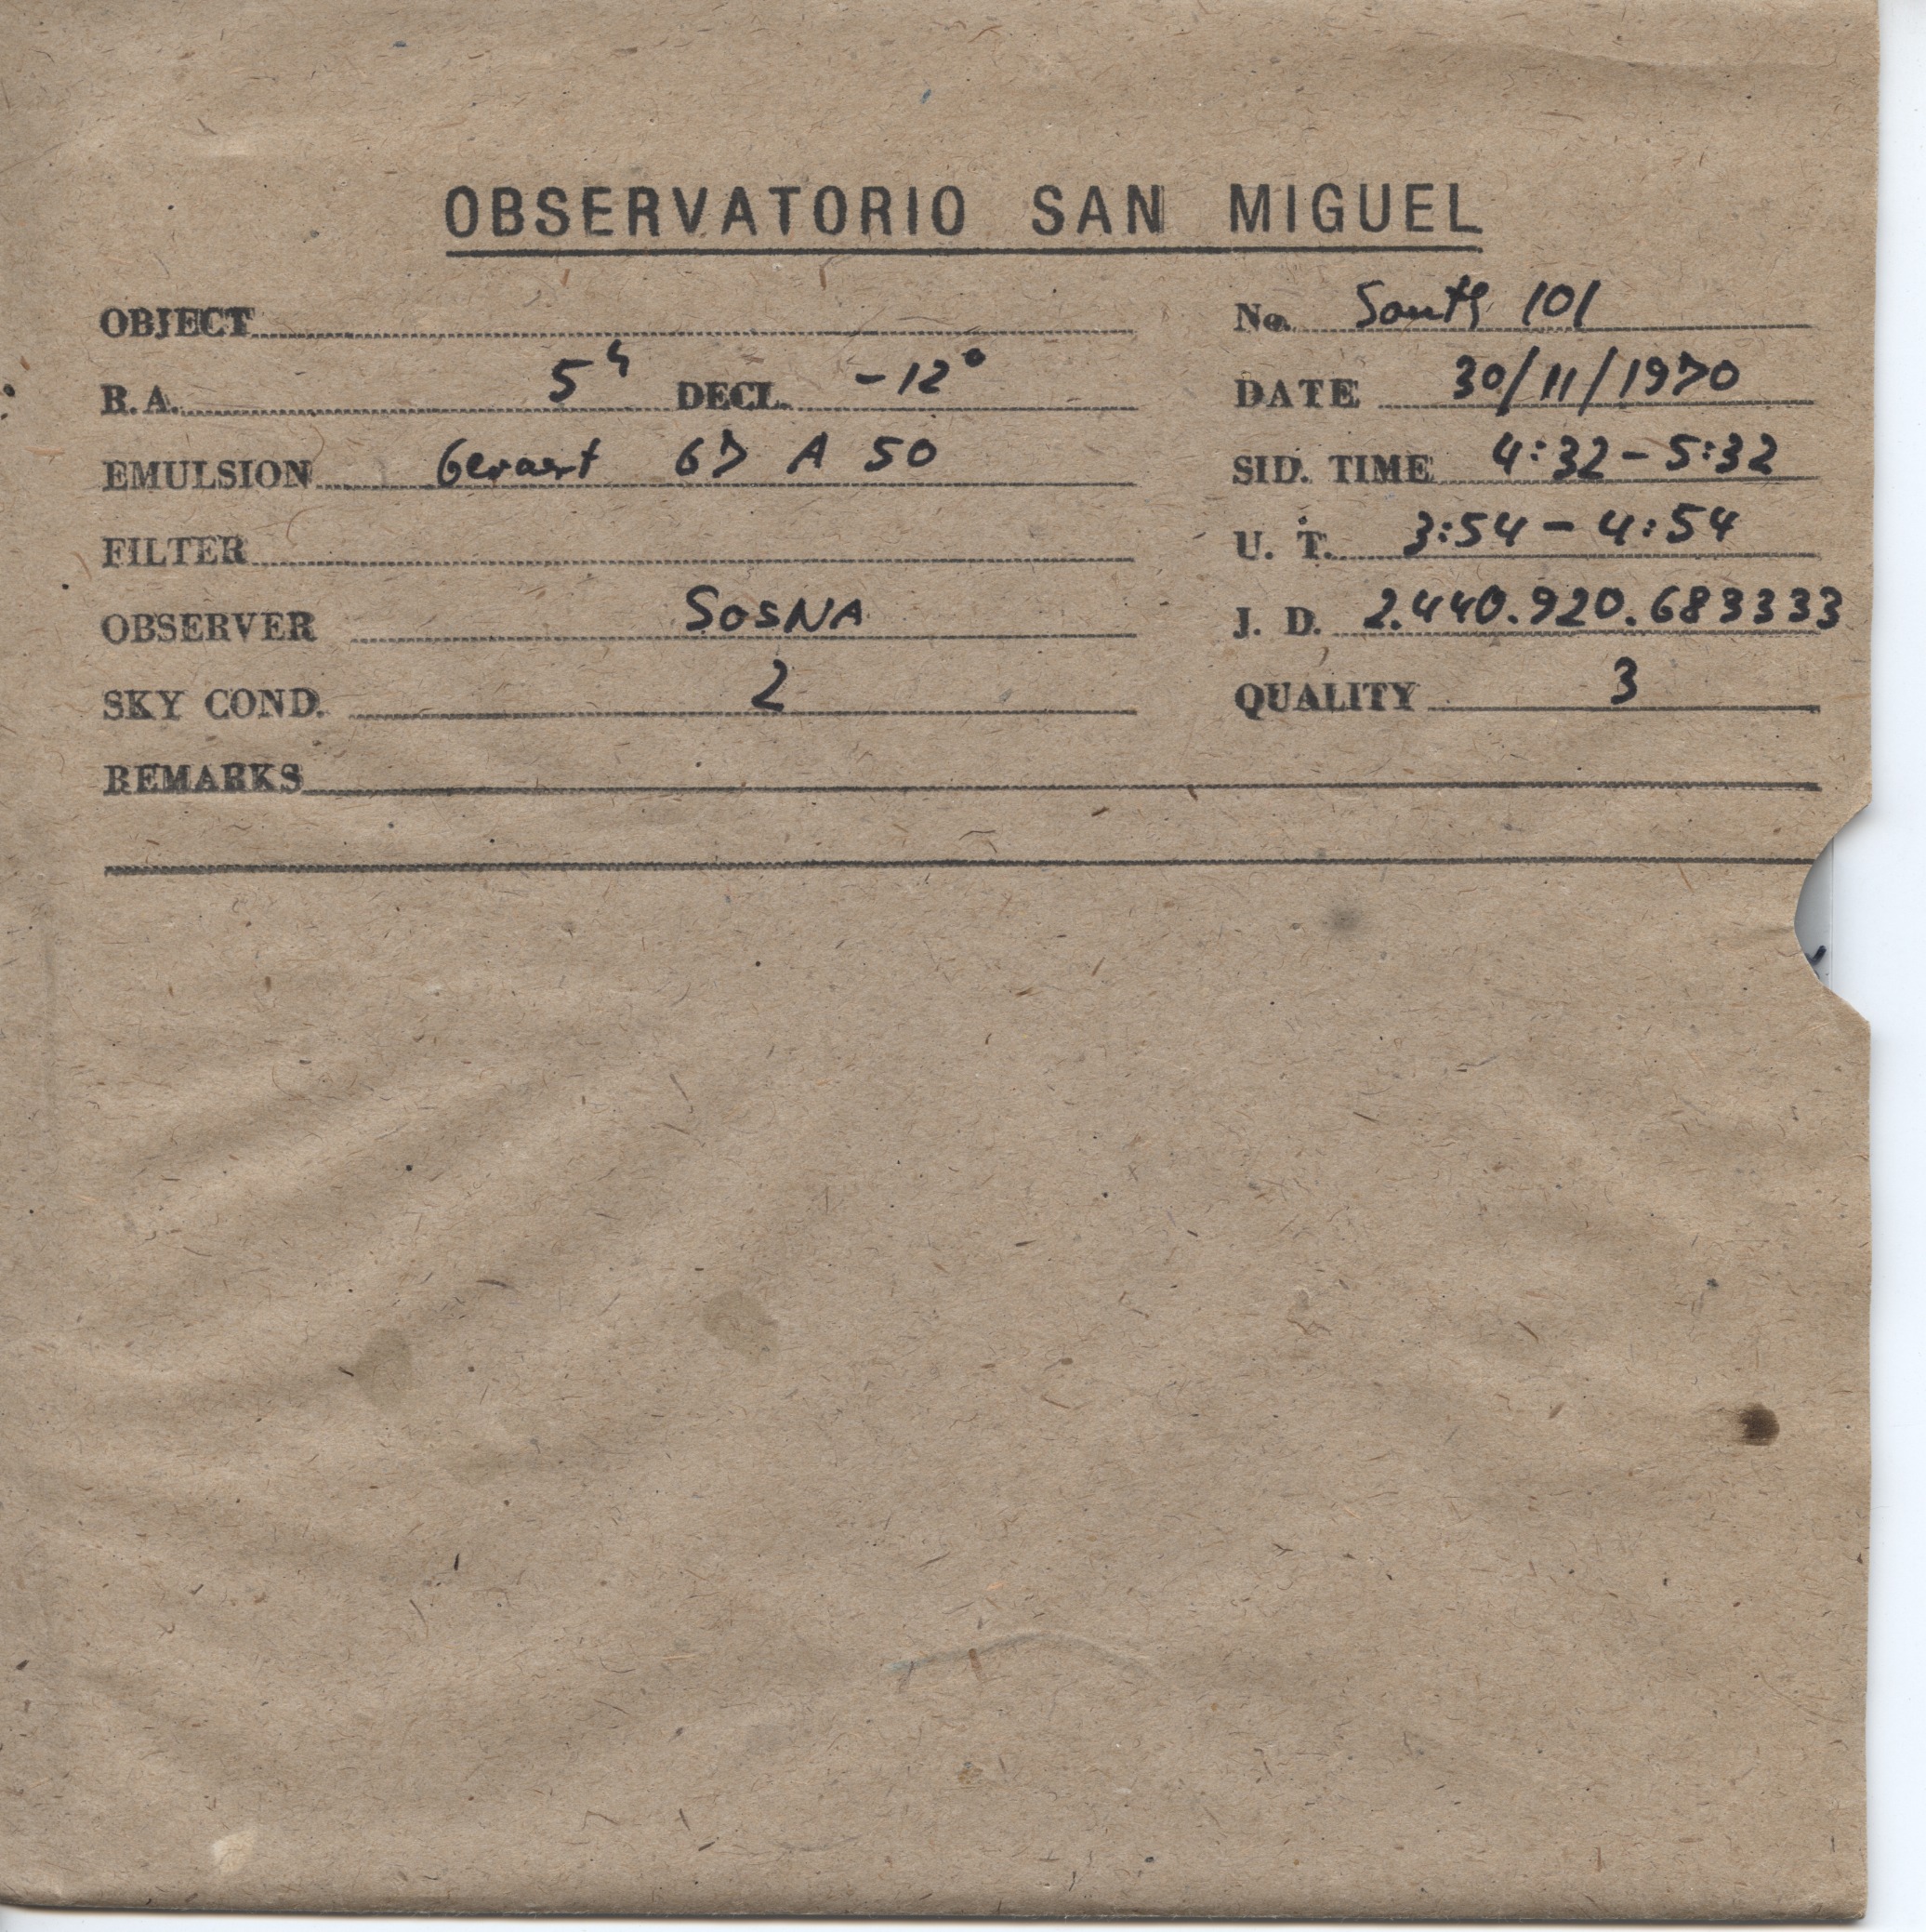 OBSERVATORIO SAN MIGUEL
OBJECT No. South 101
R.A. 5h DECL. -12° DATE 30/11/1970
EMULSION Gevaert 67 A 50 SID. TIME 4:32-5:32
FILTER U. T. 3:54-4:54
OBSERVER SOSNA J. D. 2.440.920.683333
SKY COND. 2 QUALITY 3
REMARKS